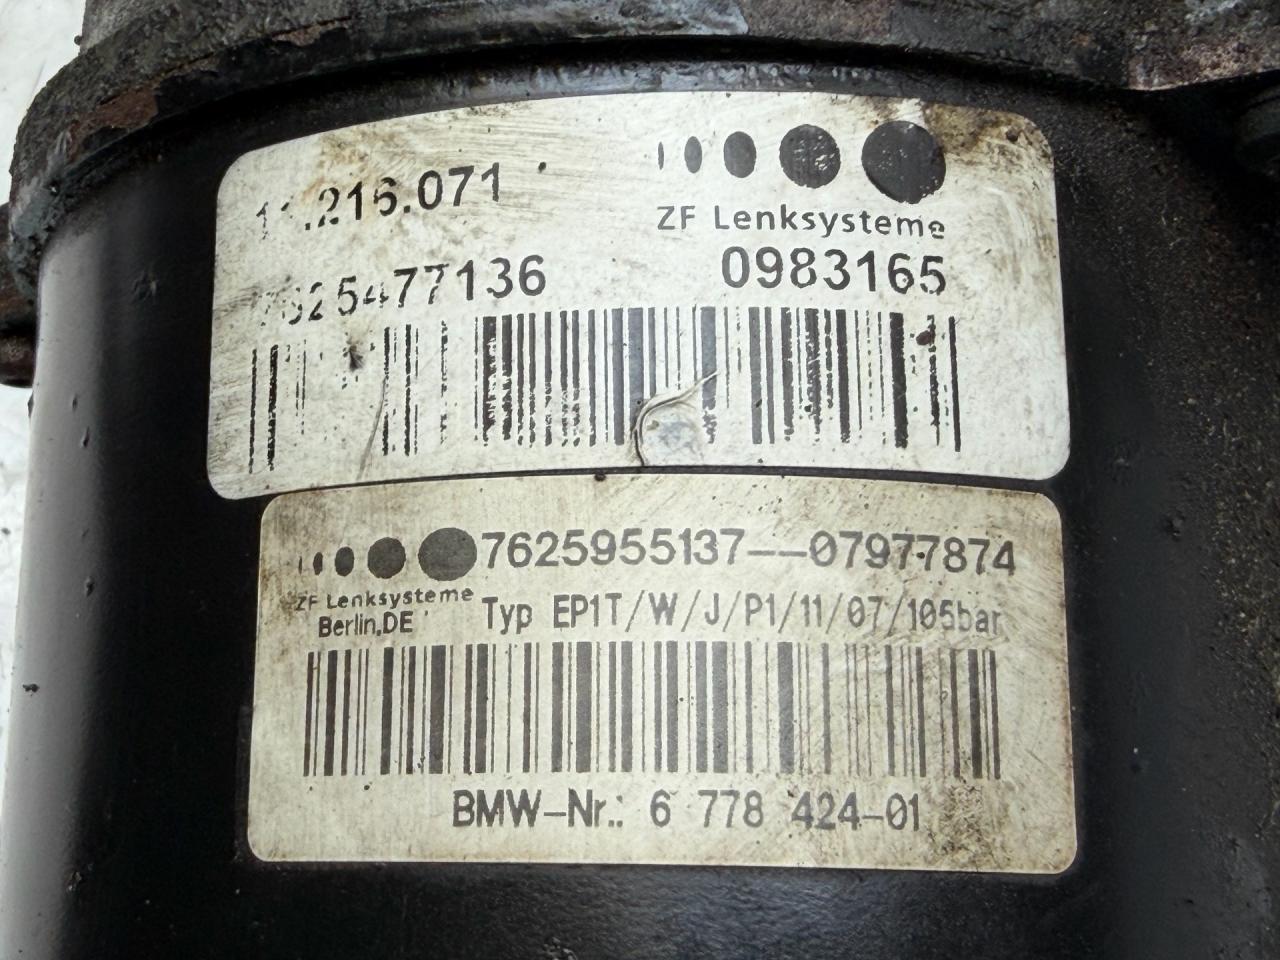 .216.071
ZF Lenksysteme
7625477136 0983165
7625955137--07977874
ZF Lenksysteme
Berlin,DE
Typ EP1T/W/J/P1/11/07/105bar
BMW-Nr.: 6 778 424-01